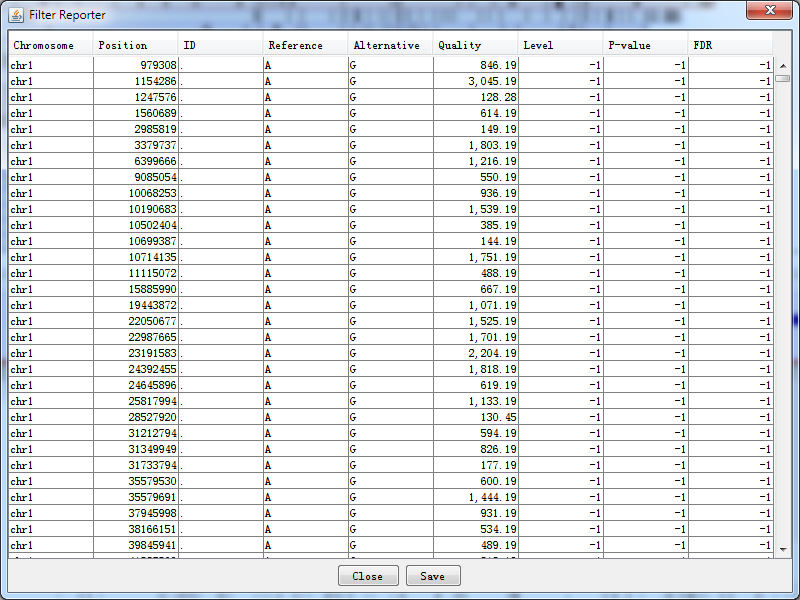 Filter Reporter
Chromosome Position ID Reference Alternative Quality Level P-value FDR
chr1 979308 . A G 846.19 -1 -1 -1
chr1 1154286 . A G 3,045.19 -1 -1 -1
chr1 1247576 . A G 128.28 -1 -1 -1
chr1 1560689 . A G 614.19 -1 -1 -1
chr1 2985819 . A G 149.19 -1 -1 -1
chr1 3379737 . A G 1,803.19 -1 -1 -1
chr1 6399666 . A G 1,216.19 -1 -1 -1
chr1 9085054 . A G 550.19 -1 -1 -1
chr1 10068253 . A G 936.19 -1 -1 -1
chr1 10190683 . A G 1,539.19 -1 -1 -1
chr1 10502404 . A G 385.19 -1 -1 -1
chr1 10699387 . A G 144.19 -1 -1 -1
chr1 10714135 . A G 1,751.19 -1 -1 -1
chr1 11115072 . A G 488.19 -1 -1 -1
chr1 15885990 . A G 667.19 -1 -1 -1
chr1 19443872 . A G 1,071.19 -1 -1 -1
chr1 22050677 . A G 1,525.19 -1 -1 -1
chr1 22987665 . A G 1,701.19 -1 -1 -1
chr1 23191583 . A G 2,204.19 -1 -1 -1
chr1 24392455 . A G 1,818.19 -1 -1 -1
chr1 24645896 . A G 619.19 -1 -1 -1
chr1 25817994 . A G 1,133.19 -1 -1 -1
chr1 28527920 . A G 130.45 -1 -1 -1
chr1 31212794 . A G 594.19 -1 -1 -1
chr1 31349949 . A G 826.19 -1 -1 -1
chr1 31733794 . A G 177.19 -1 -1 -1
chr1 35579530 . A G 600.19 -1 -1 -1
chr1 35579691 . A G 1,444.19 -1 -1 -1
chr1 37945998 . A G 931.19 -1 -1 -1
chr1 38166151 . A G 534.19 -1 -1 -1
chr1 39845941 . A G 489.19 -1 -1 -1
Close Save